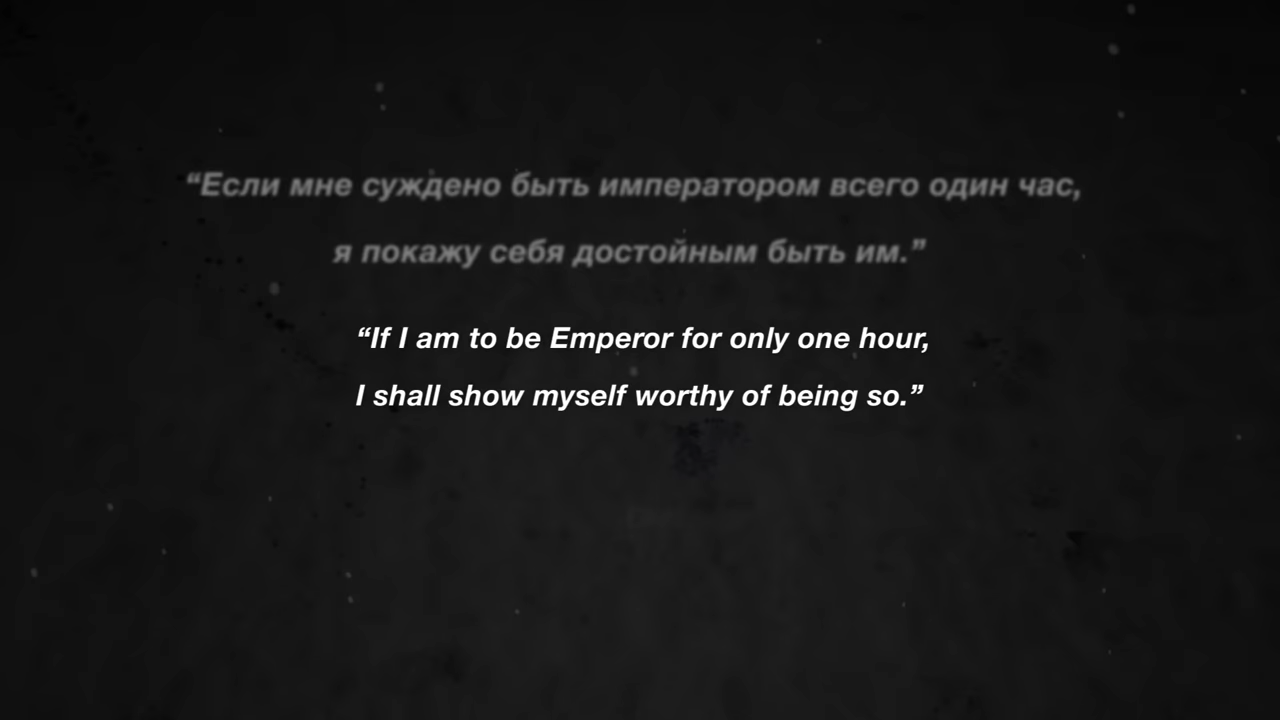 “Если мне суждено быть императором всего один час,
я покажу себя достойным быть им.”
“If I am to be Emperor for only one hour,
I shall show myself worthy of being so.”